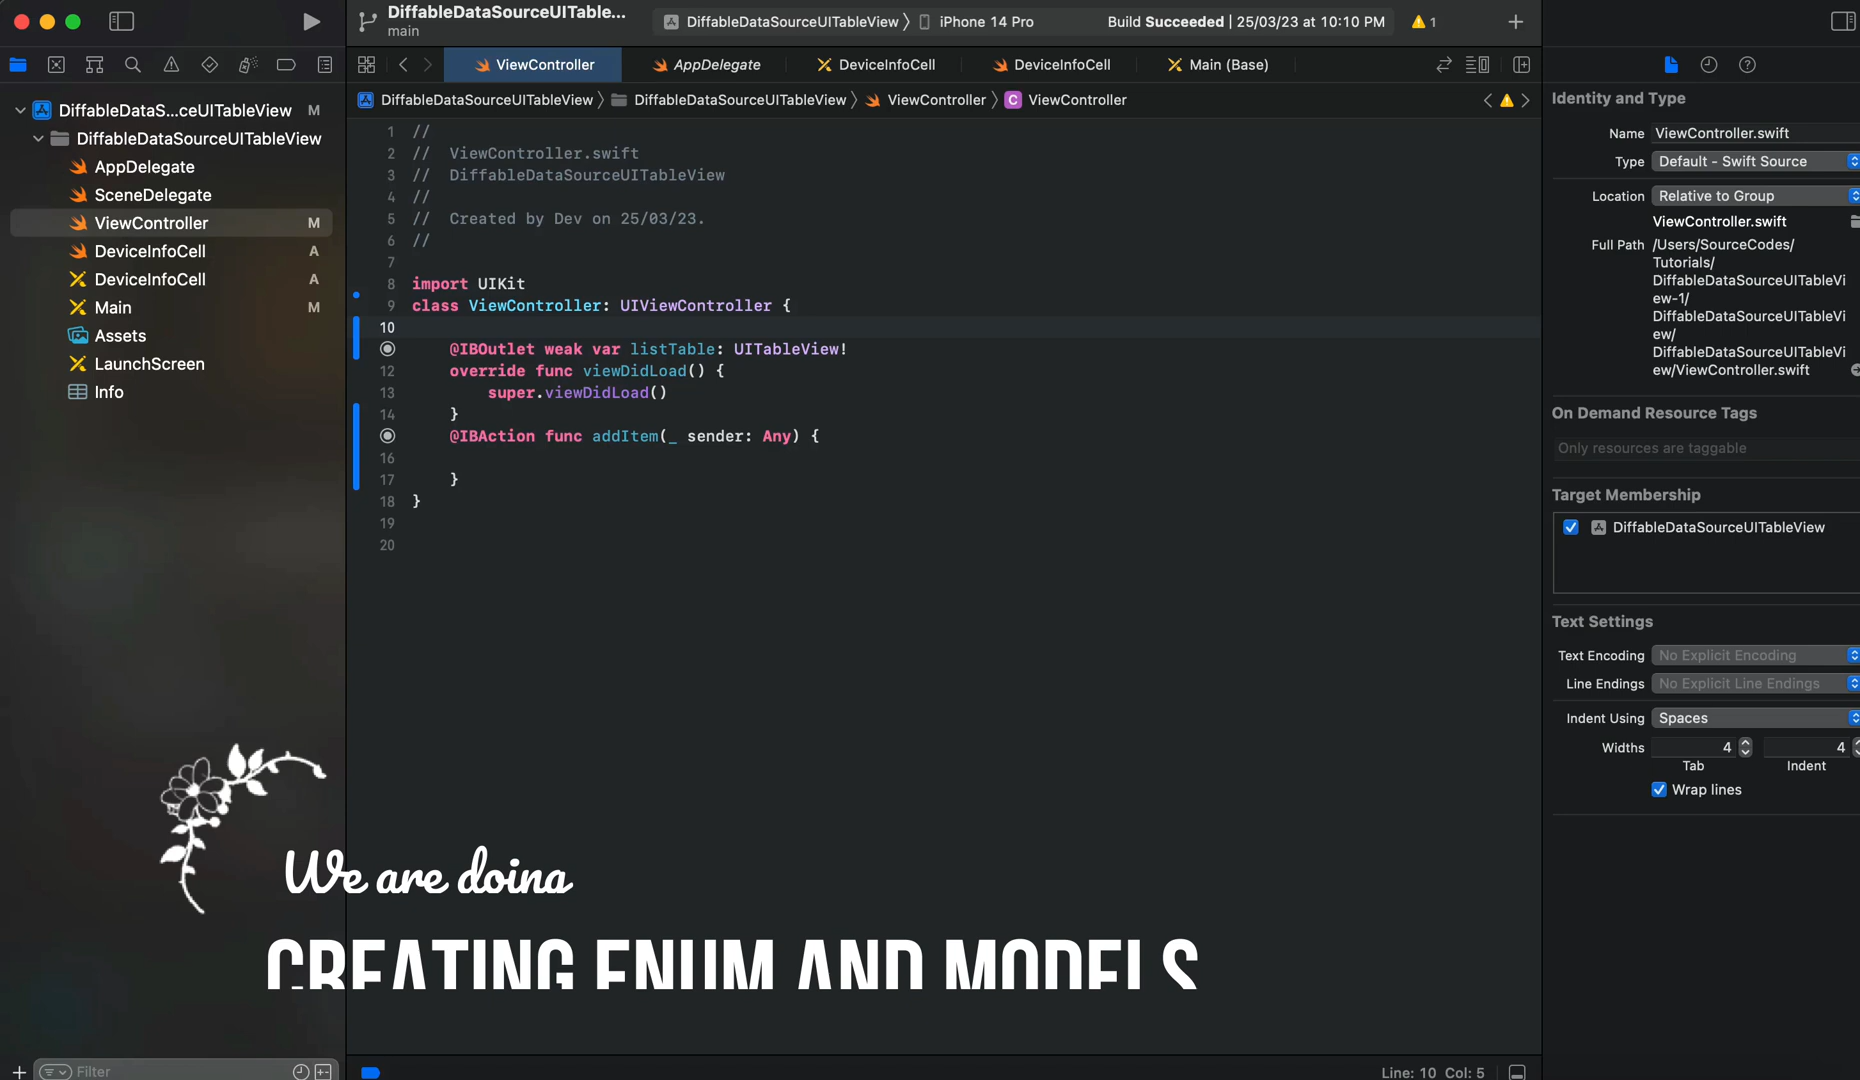 DiffableDataSourceUITable...
main
DiffableDataSourceUITableView 〉 iPhone 14 Pro
Build Succeeded | 25/03/23 at 10:10 PM
1
ViewController
AppDelegate
DeviceInfoCell
DeviceInfoCell
Main (Base)
DiffableDataSourceUITableView 〉 DiffableDataSourceUITableView 〉 ViewController 〉 C ViewController
DiffableDataS...ceUITableView M
DiffableDataSourceUITableView
AppDelegate
SceneDelegate
ViewController M
DeviceInfoCell A
DeviceInfoCell A
Main M
Assets
LaunchScreen
Info
Filter
1 //
2 //  ViewController.swift
3 //  DiffableDataSourceUITableView
4 //
5 //  Created by Dev on 25/03/23.
6 //
7
8 import UIKit
9 class ViewController: UIViewController {
10
@IBOutlet weak var listTable: UITableView!
12 override func viewDidLoad() {
13 super.viewDidLoad()
14 }
@IBAction func addItem(_ sender: Any) {
16
17 }
18 }
19
20
Line: 10 Col: 5
Identity and Type
Name ViewController.swift
Type Default - Swift Source
Location Relative to Group
ViewController.swift
Full Path /Users/SourceCodes/
Tutorials/
DiffableDataSourceUITableVi
ew-1/
DiffableDataSourceUITableVi
ew/
DiffableDataSourceUITableVi
ew/ViewController.swift
On Demand Resource Tags
Only resources are taggable
Target Membership
DiffableDataSourceUITableView
Text Settings
Text Encoding No Explicit Encoding
Line Endings No Explicit Line Endings
Indent Using Spaces
Widths 4 4
Tab Indent
Wrap lines
We are doing
CREATING ENUM AND MODELS